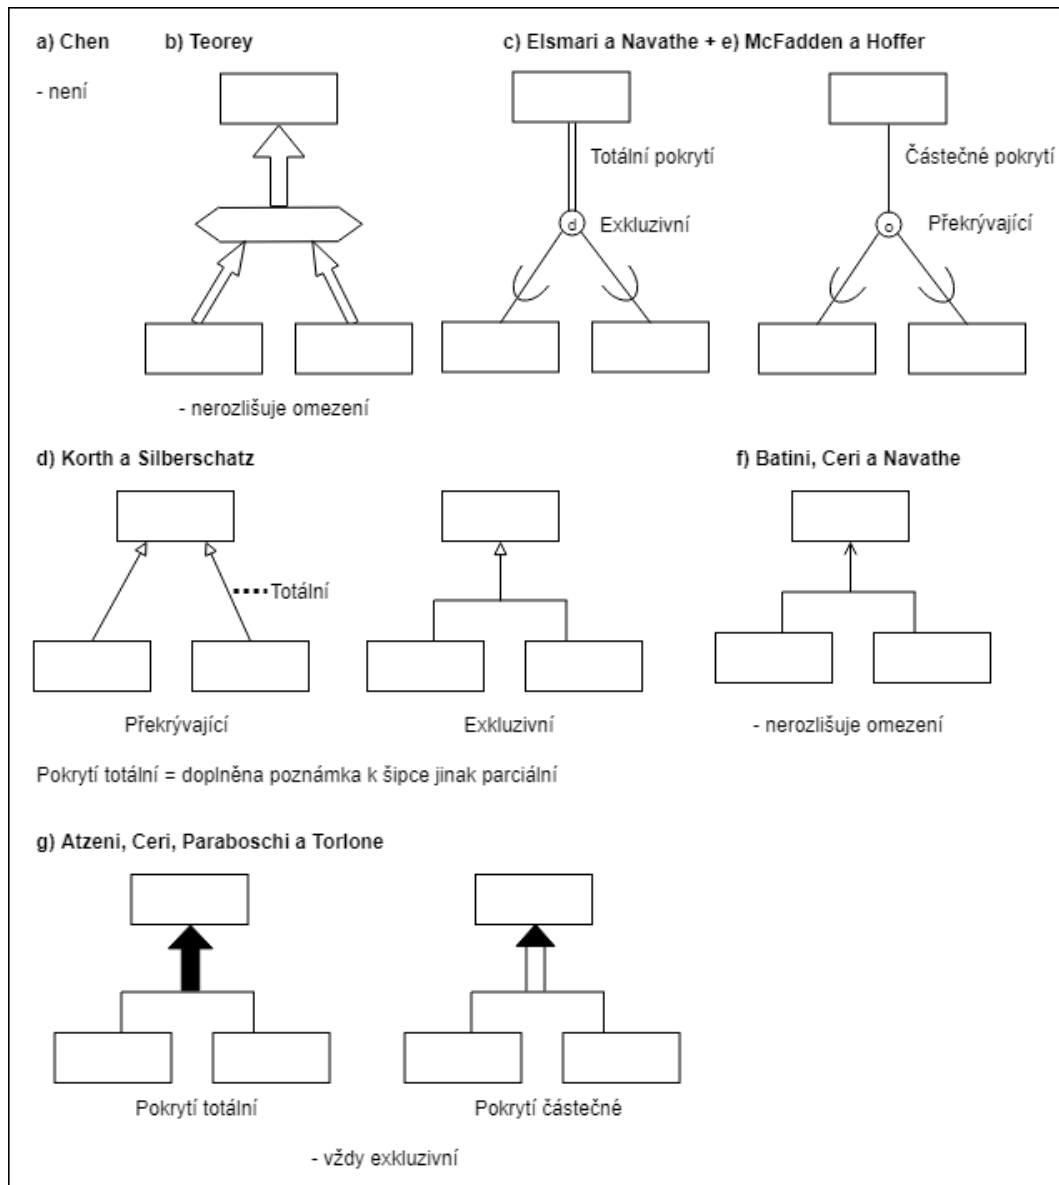 a) Chen
b) Teorey
c) Elsmari a Navathe + e) McFadden a Hoffer
- není
Totální pokrytí
Částečné pokrytí
d
Exkluzivní
o
Překrývající
- nerozlišuje omezení
d) Korth a Silberschatz
f) Batini, Ceri a Navathe
Totální
Překrývající
Exkluzivní
- nerozlišuje omezení
Pokrytí totální = doplněna poznámka k šipce jinak parciální
g) Atzeni, Ceri, Paraboschi a Torlone
Pokrytí totální
Pokrytí částečné
- vždy exkluzivní